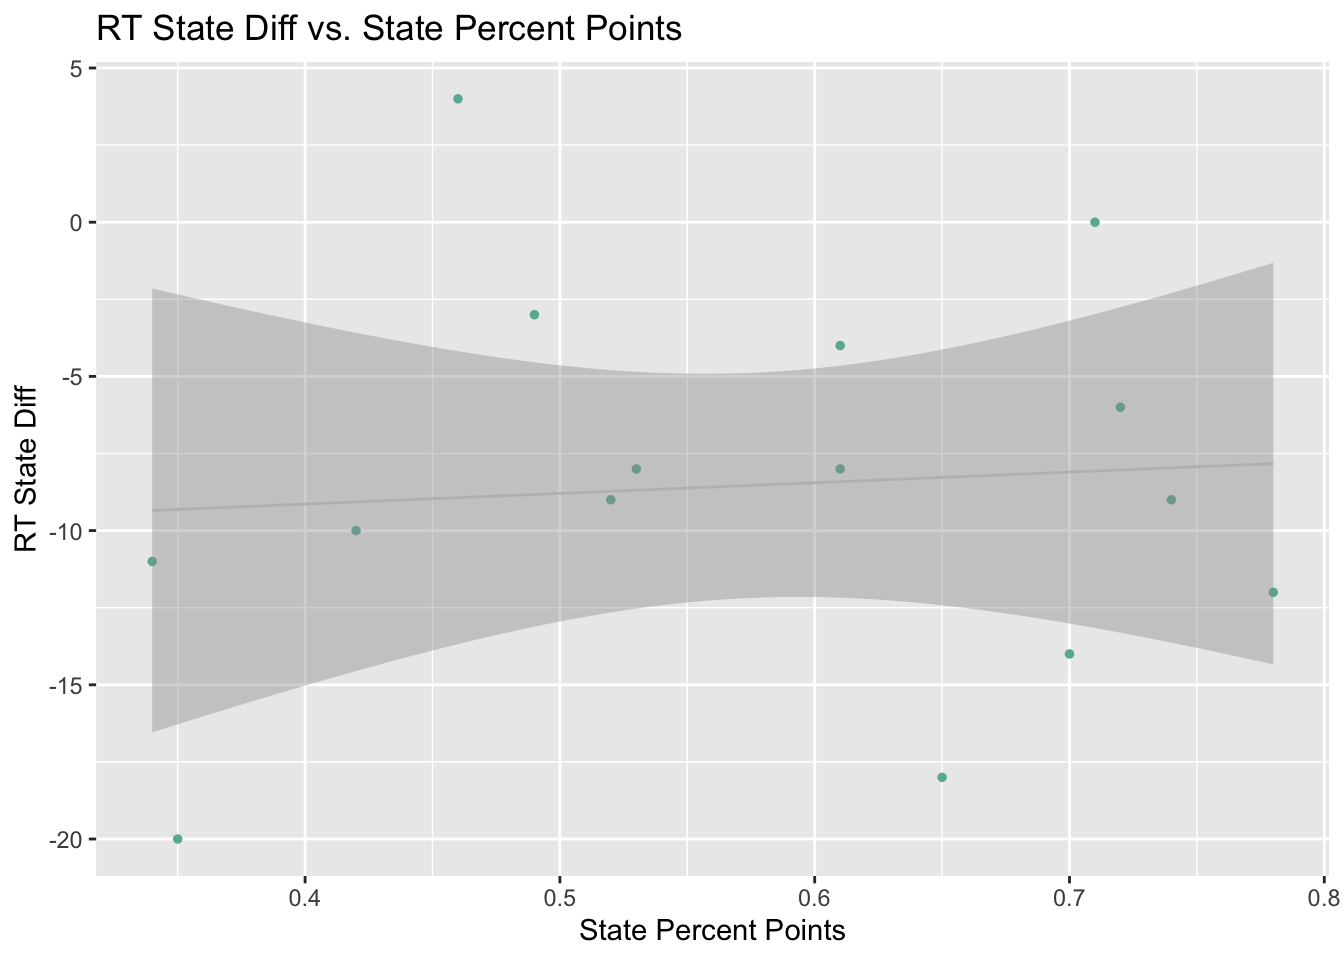 RT State Diff vs. State Percent Points
5
0
-5
-10
-15
-20
RT State Diff
0.4 0.5 0.6 0.7 0.8
State Percent Points